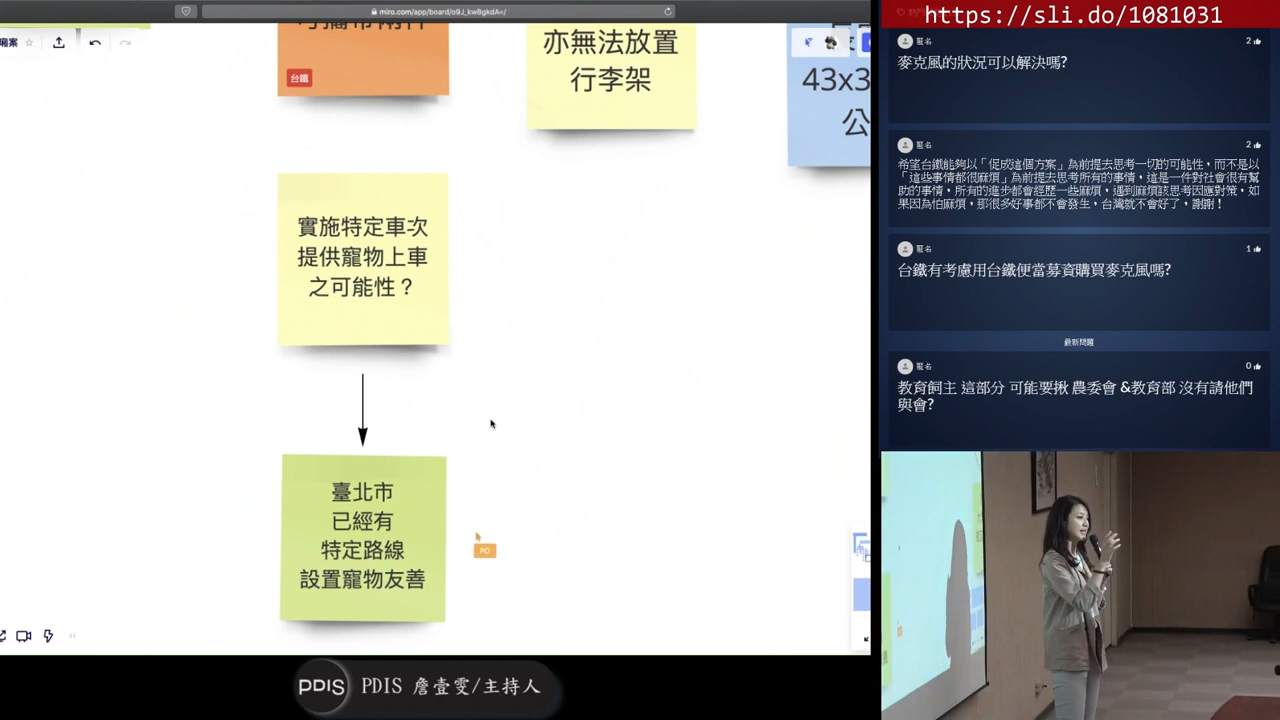 miro.com/app/board/o9J_kw8gkdA=/
https://sli.do/1081031
台鐵
亦無法放置
行李架
43x3
公
實施特定車次
提供寵物上車
之可能性？
臺北市
已經有
特定路線
設置寵物友善
PO
匿名
2
麥克風的狀況可以解決嗎?
匿名
2
希望台鐵能夠以「促成這個方案」為前提去思考一切的可能性，而不是以
「這些事情都很麻煩」為前提去思考所有的事情，這是一件對社會很有幫
助的事情，所有的進步都會經歷一些麻煩，遇到麻煩該思考因應對策，如
果因為怕麻煩，那很多好事都不會發生，台灣就不會好了，謝謝！
匿名
1
台鐵有考慮用台鐵便當募資購買麥克風嗎?
最新問題
匿名
0
教育飼主 這部分 可能要揪 農委會 &教育部 沒有請他們
與會?
PDIS PDIS 詹壹雯/主持人